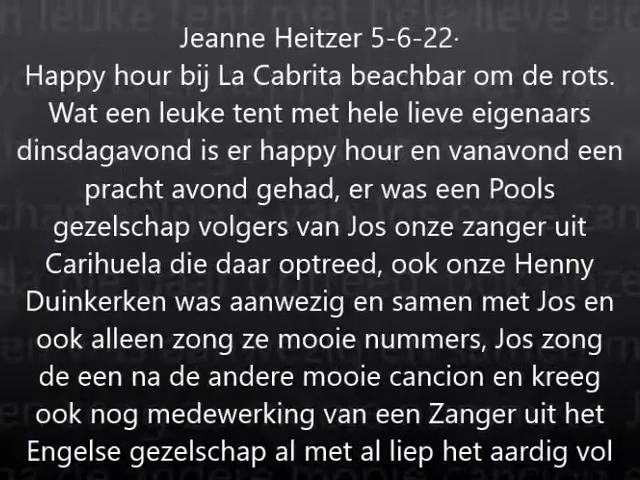 Jeanne Heitzer 5-6-22·
Happy hour bij La Cabrita beachbar om de rots.
Wat een leuke tent met hele lieve eigenaars
dinsdagavond is er happy hour en vanavond een
pracht avond gehad, er was een Pools
gezelschap volgers van Jos onze zanger uit
Carihuela die daar optreed, ook onze Henny
Duinkerken was aanwezig en samen met Jos en
ook alleen zong ze mooie nummers, Jos zong
de een na de andere mooie cancion en kreeg
ook nog medewerking van een Zanger uit het
Engelse gezelschap al met al liep het aardig vol